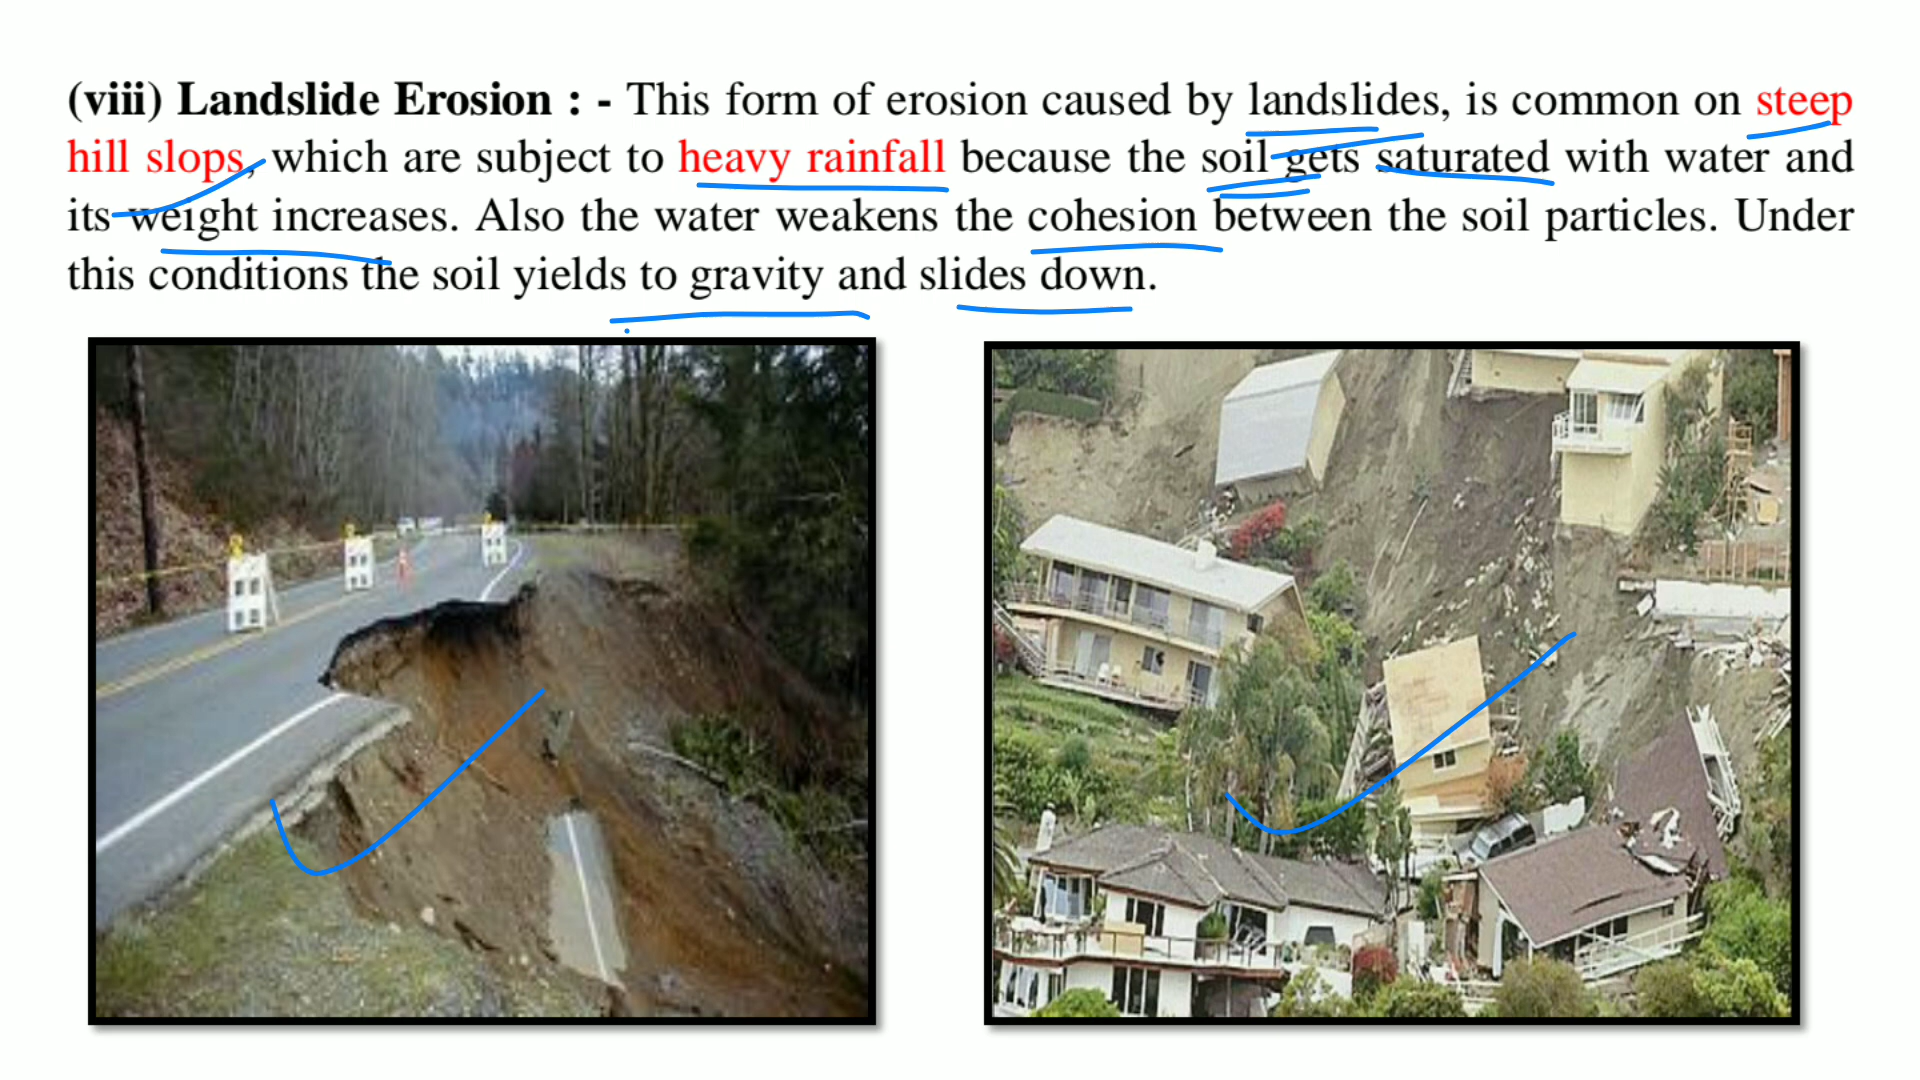 (viii) Landslide Erosion : - This form of erosion caused by landslides, is common on steep
hill slops, which are subject to heavy rainfall because the soil gets saturated with water and
its weight increases. Also the water weakens the cohesion between the soil particles. Under
this conditions the soil yields to gravity and slides down.